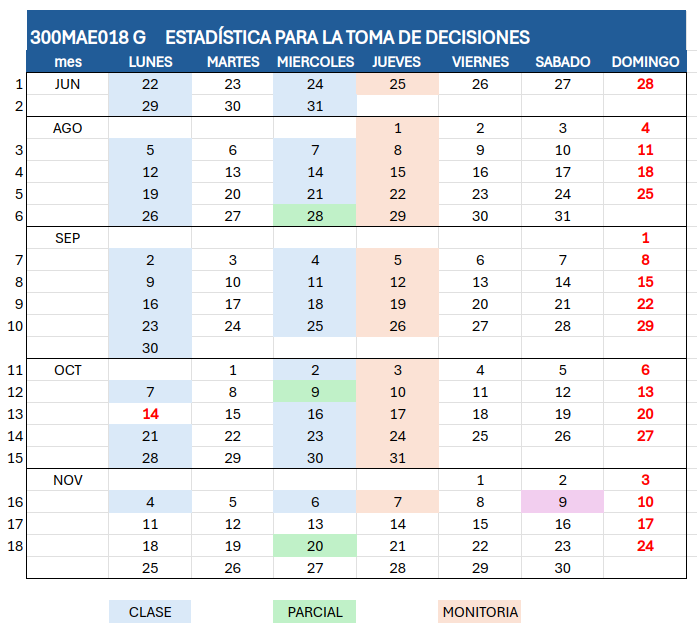 300MAE018 G ESTADÍSTICA PARA LA TOMA DE DECISIONES
mes LUNES MARTES MIERCOLES JUEVES VIERNES SABADO DOMINGO
1 JUN 22 23 24 25 26 27 28
2 29 30 31
AGO 1 2 3 4
3 5 6 7 8 9 10 11
4 12 13 14 15 16 17 18
5 19 20 21 22 23 24 25
6 26 27 28 29 30 31
SEP 1
7 2 3 4 5 6 7 8
8 9 10 11 12 13 14 15
9 16 17 18 19 20 21 22
10 23 24 25 26 27 28 29
30
11 OCT 1 2 3 4 5 6
12 7 8 9 10 11 12 13
13 14 15 16 17 18 19 20
14 21 22 23 24 25 26 27
15 28 29 30 31
NOV 1 2 3
16 4 5 6 7 8 9 10
17 11 12 13 14 15 16 17
18 18 19 20 21 22 23 24
25 26 27 28 29 30
CLASE PARCIAL MONITORIA